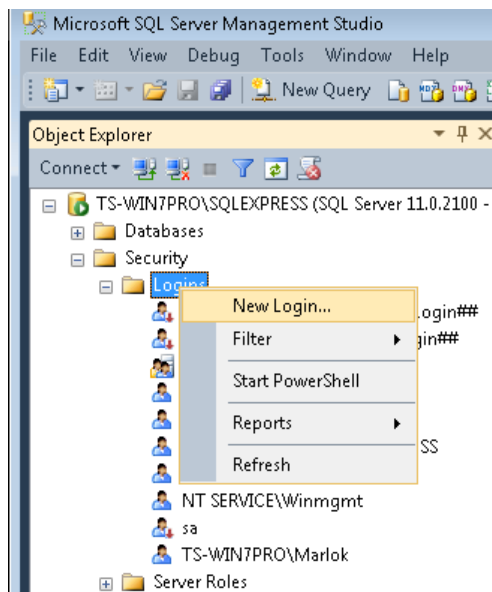 Microsoft SQL Server Management Studio
File Edit View Debug Tools Window Help
New Query
Object Explorer
Connect
TS-WIN7PRO\SQLEXPRESS (SQL Server 11.0.2100 -
Databases
Security
Logins
New Login...
ogin##
Filter
gin##
Start PowerShell
Reports
SS
Refresh
NT SERVICE\Winmgmt
sa
TS-WIN7PRO\Marlok
Server Roles